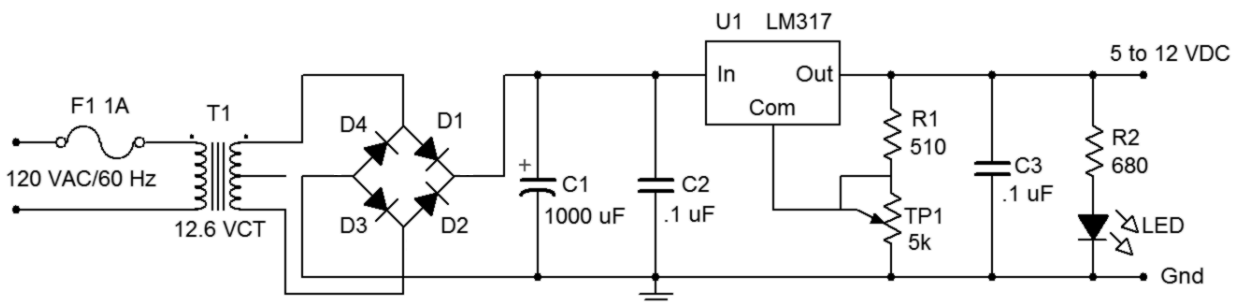 U1 LM317
5 to 12 VDC
In Out
Com
F1 1A
T1
D4 D1
D3 D2
120 VAC/60 Hz
12.6 VCT
+
C1
1000 uF
C2
.1 uF
R1
510
TP1
5k
C3
.1 uF
R2
680
LED
Gnd